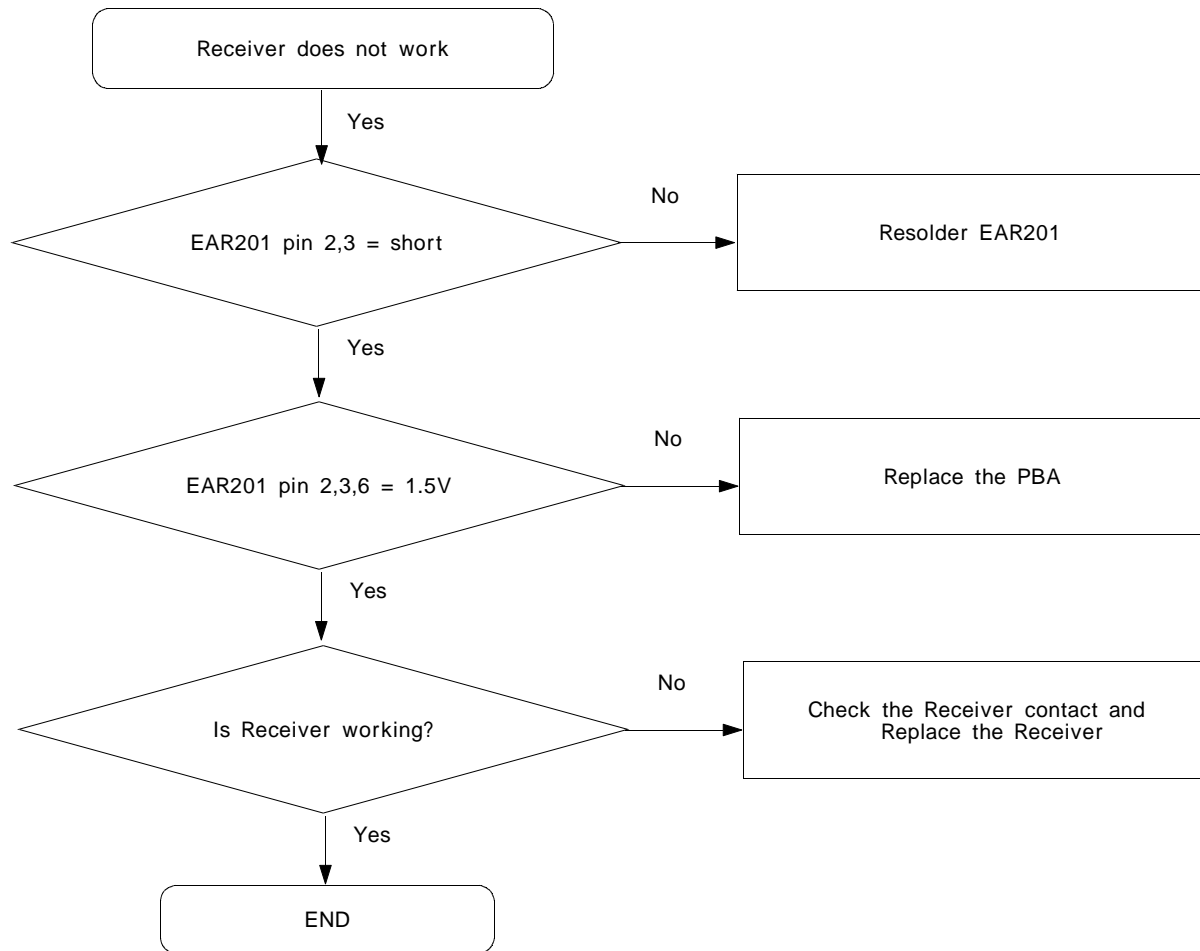 Receiver does not work
Yes
EAR201 pin 2,3 = short
No
Resolder EAR201
Yes
EAR201 pin 2,3,6 = 1.5V
No
Replace the PBA
Yes
Is Receiver working?
No
Check the Receiver contact and
Replace the Receiver
Yes
END